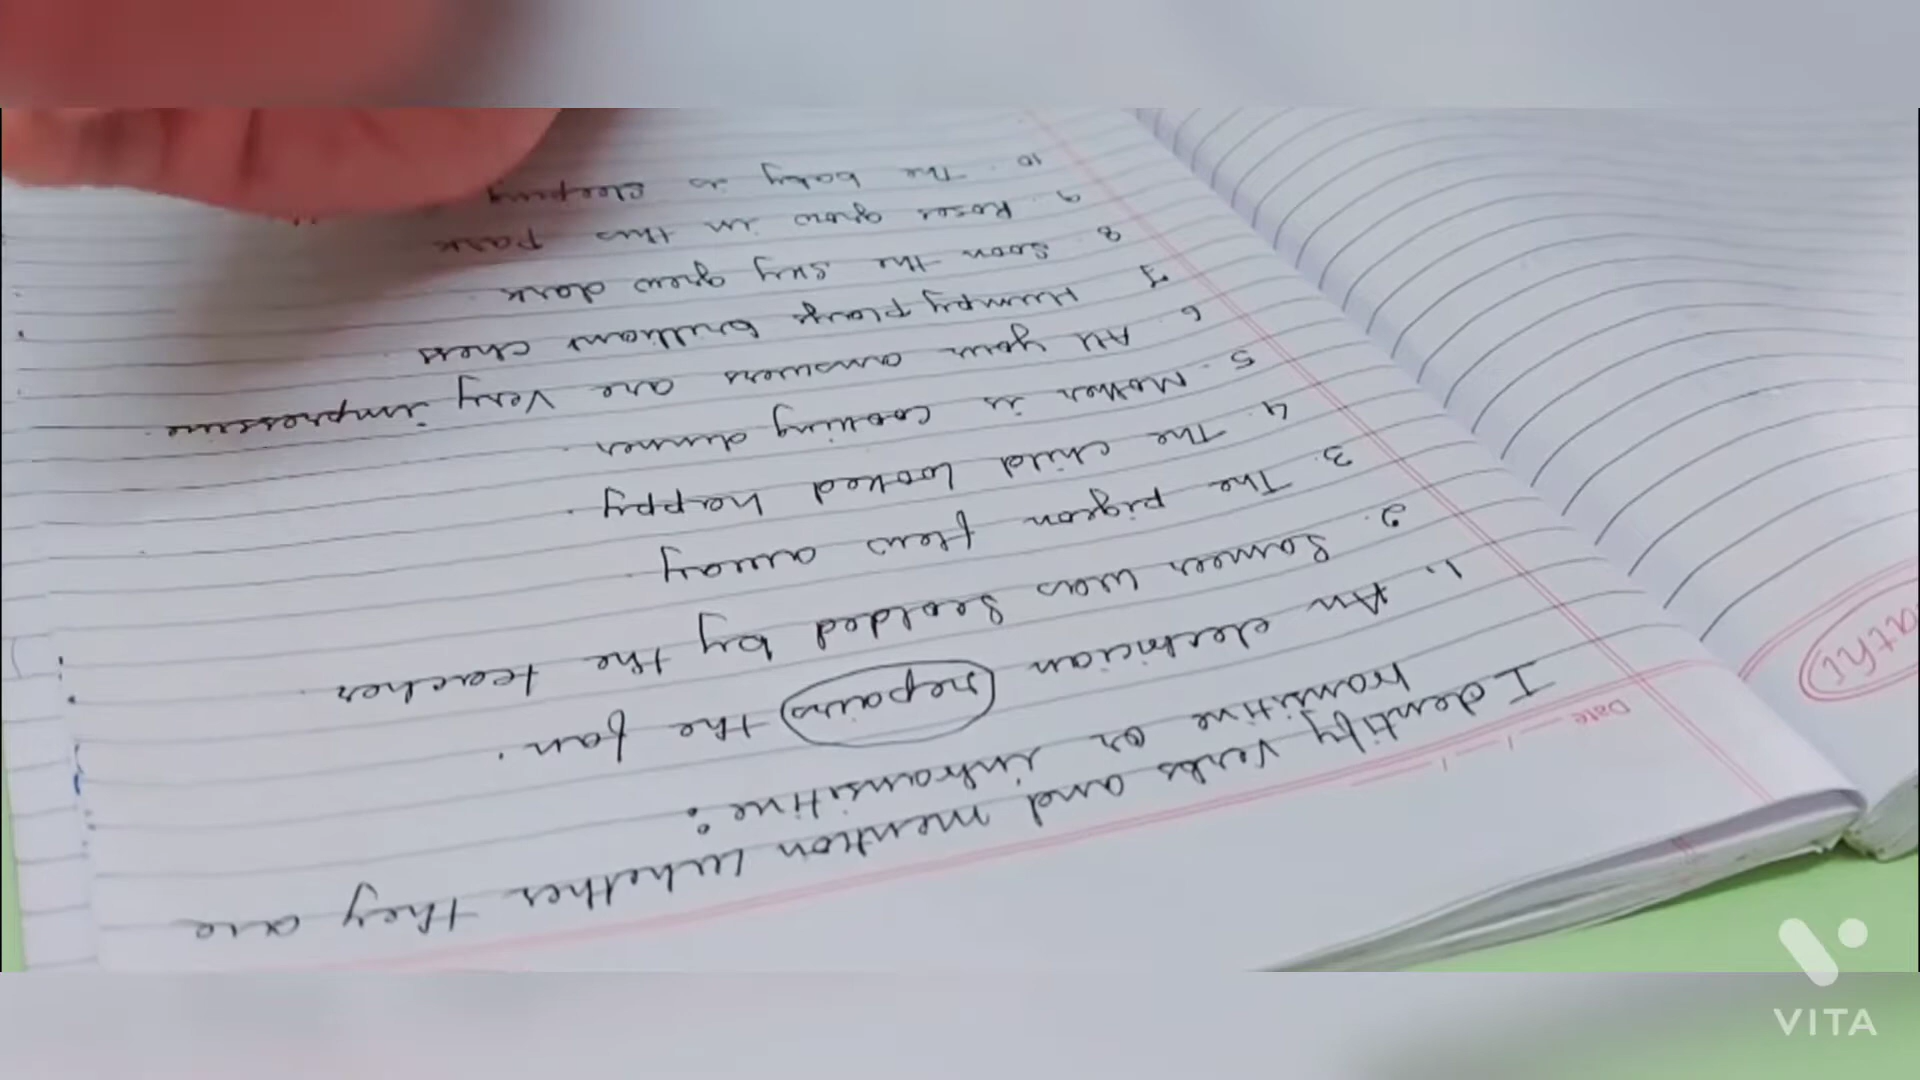 Date
Identify verbs and mention whether they are
transitive or intransitive:
1. An electrician repairs the fan.
2. Sameer was scolded by the teacher.
3. The pigeon flew away
4. The child looked happy.
5. Mother is cooking dinner.
6. All your answers are very impressive.
7 Humpy plays brilliant chess
8. Soon the sky grew dark.
9. Roses grow in this park
10. The baby is sleeping
VITA